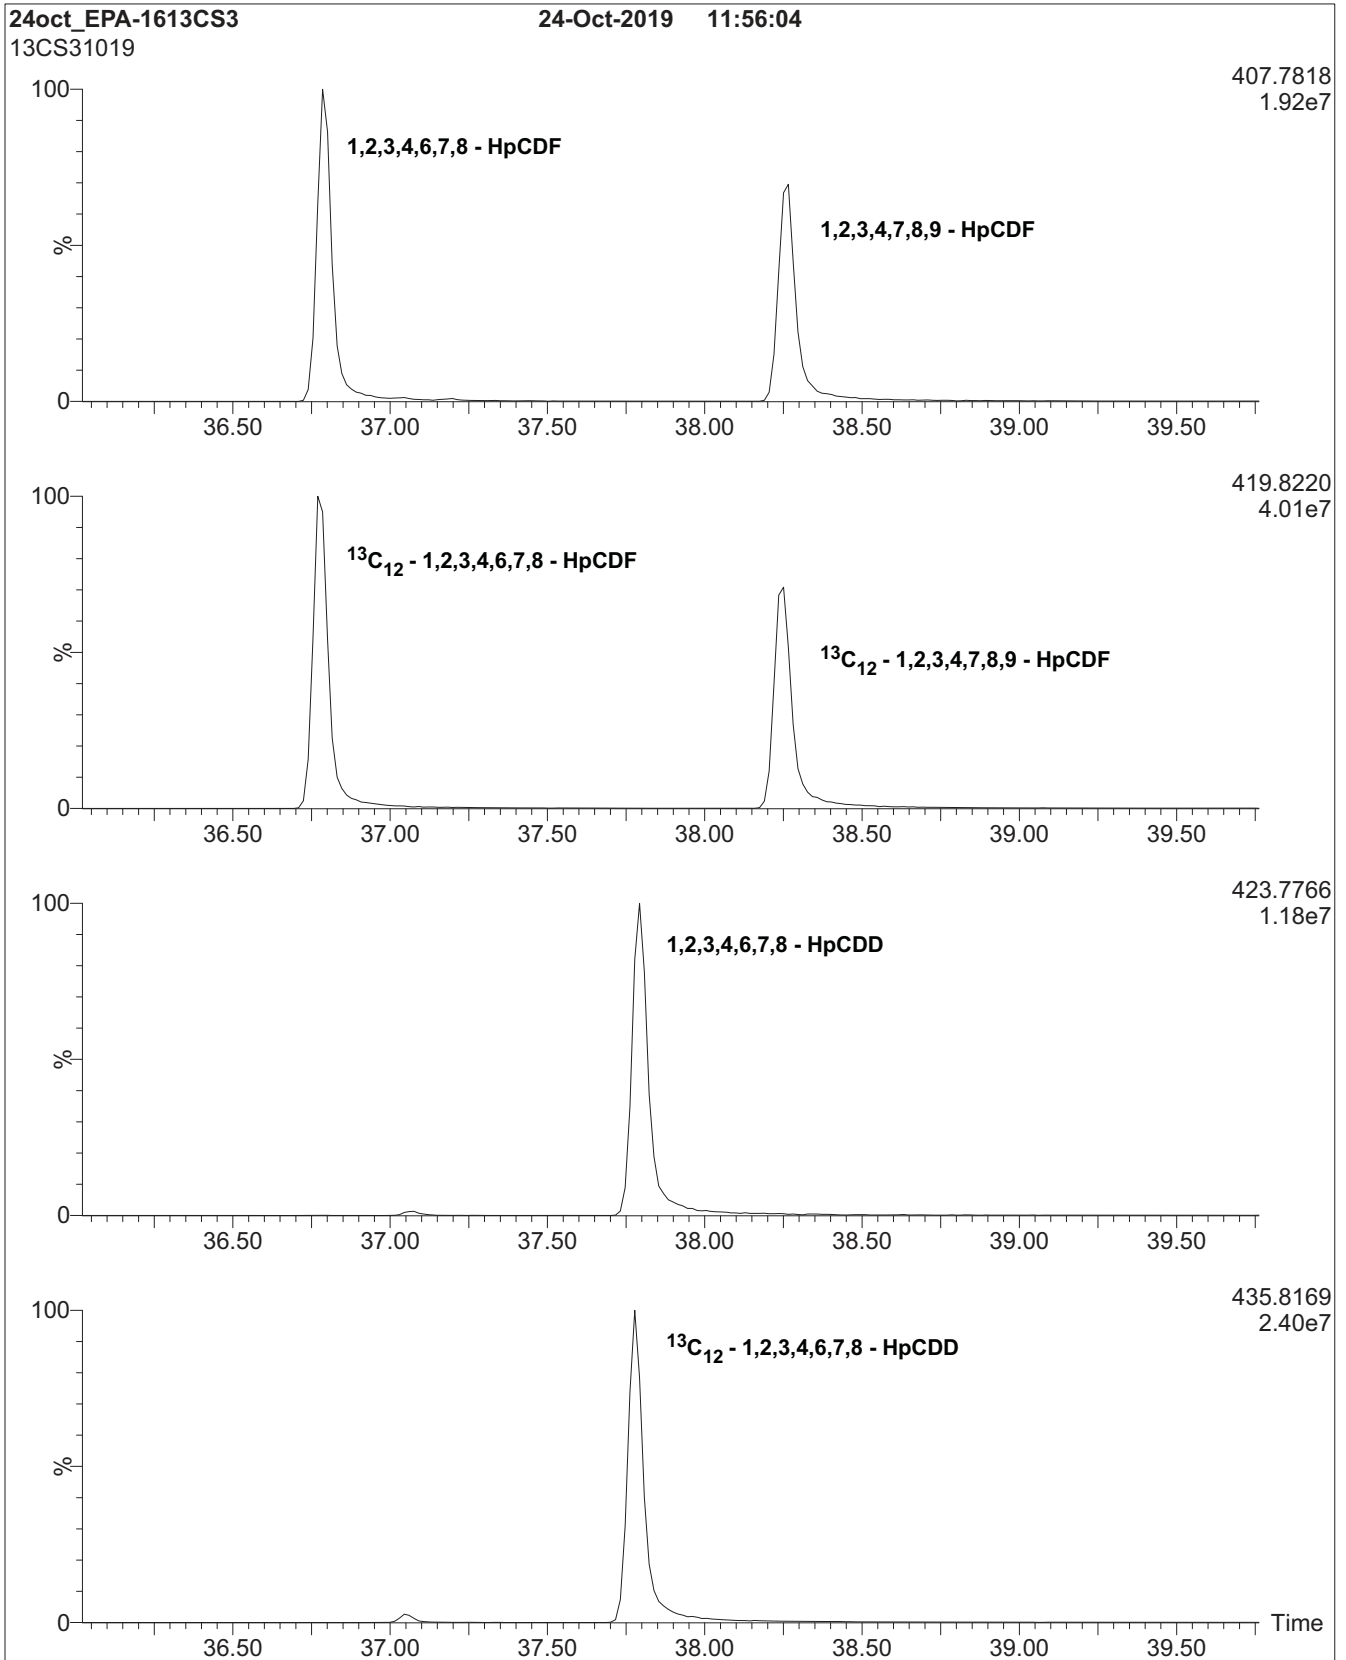 24oct_EPA-1613CS3 24-Oct-2019 11:56:04
13CS31019
407.7818
1.92e7
100
%
0
1,2,3,4,6,7,8 - HpCDF
1,2,3,4,7,8,9 - HpCDF
36.50 37.00 37.50 38.00 38.50 39.00 39.50
419.8220
4.01e7
100
%
0
¹³C₁₂ - 1,2,3,4,6,7,8 - HpCDF
¹³C₁₂ - 1,2,3,4,7,8,9 - HpCDF
36.50 37.00 37.50 38.00 38.50 39.00 39.50
423.7766
1.18e7
100
%
0
1,2,3,4,6,7,8 - HpCDD
36.50 37.00 37.50 38.00 38.50 39.00 39.50
435.8169
2.40e7
100
%
0
¹³C₁₂ - 1,2,3,4,6,7,8 - HpCDD
Time
36.50 37.00 37.50 38.00 38.50 39.00 39.50